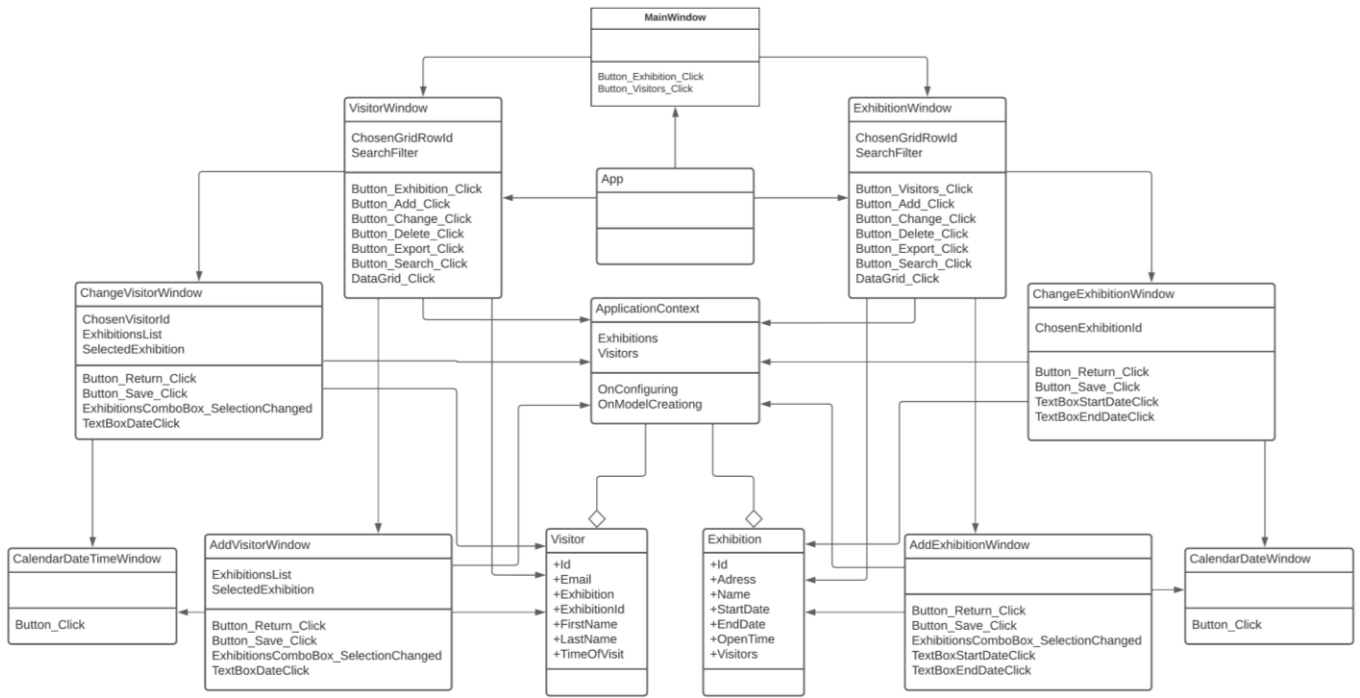 MainWindow
Button_Exhibition_Click
Button_Visitors_Click
VisitorWindow
ChosenGridRowId
SearchFilter
Button_Exhibition_Click
Button_Add_Click
Button_Change_Click
Button_Delete_Click
Button_Export_Click
Button_Search_Click
DataGrid_Click
ExhibitionWindow
ChosenGridRowId
SearchFilter
Button_Visitors_Click
Button_Add_Click
Button_Change_Click
Button_Delete_Click
Button_Export_Click
Button_Search_Click
DataGrid_Click
App
ChangeVisitorWindow
ChosenVisitorId
ExhibitionsList
SelectedExhibition
Button_Return_Click
Button_Save_Click
ExhibitionsComboBox_SelectionChanged
TextBoxDateClick
ApplicationContext
Exhibitions
Visitors
OnConfiguring
OnModelCreationg
ChangeExhibitionWindow
ChosenExhibitionId
Button_Return_Click
Button_Save_Click
TextBoxStartDateClick
TextBoxEndDateClick
CalendarDateTimeWindow
Button_Click
AddVisitorWindow
ExhibitionsList
SelectedExhibition
Button_Return_Click
Button_Save_Click
ExhibitionsComboBox_SelectionChanged
TextBoxDateClick
Visitor
+Id
+Email
+Exhibition
+ExhibitionId
+FirstName
+LastName
+TimeOfVisit
Exhibition
+Id
+Adress
+Name
+StartDate
+EndDate
+OpenTime
+Visitors
AddExhibitionWindow
Button_Return_Click
Button_Save_Click
ExhibitionsComboBox_SelectionChanged
TextBoxStartDateClick
TextBoxEndDateClick
CalendarDateWindow
Button_Click